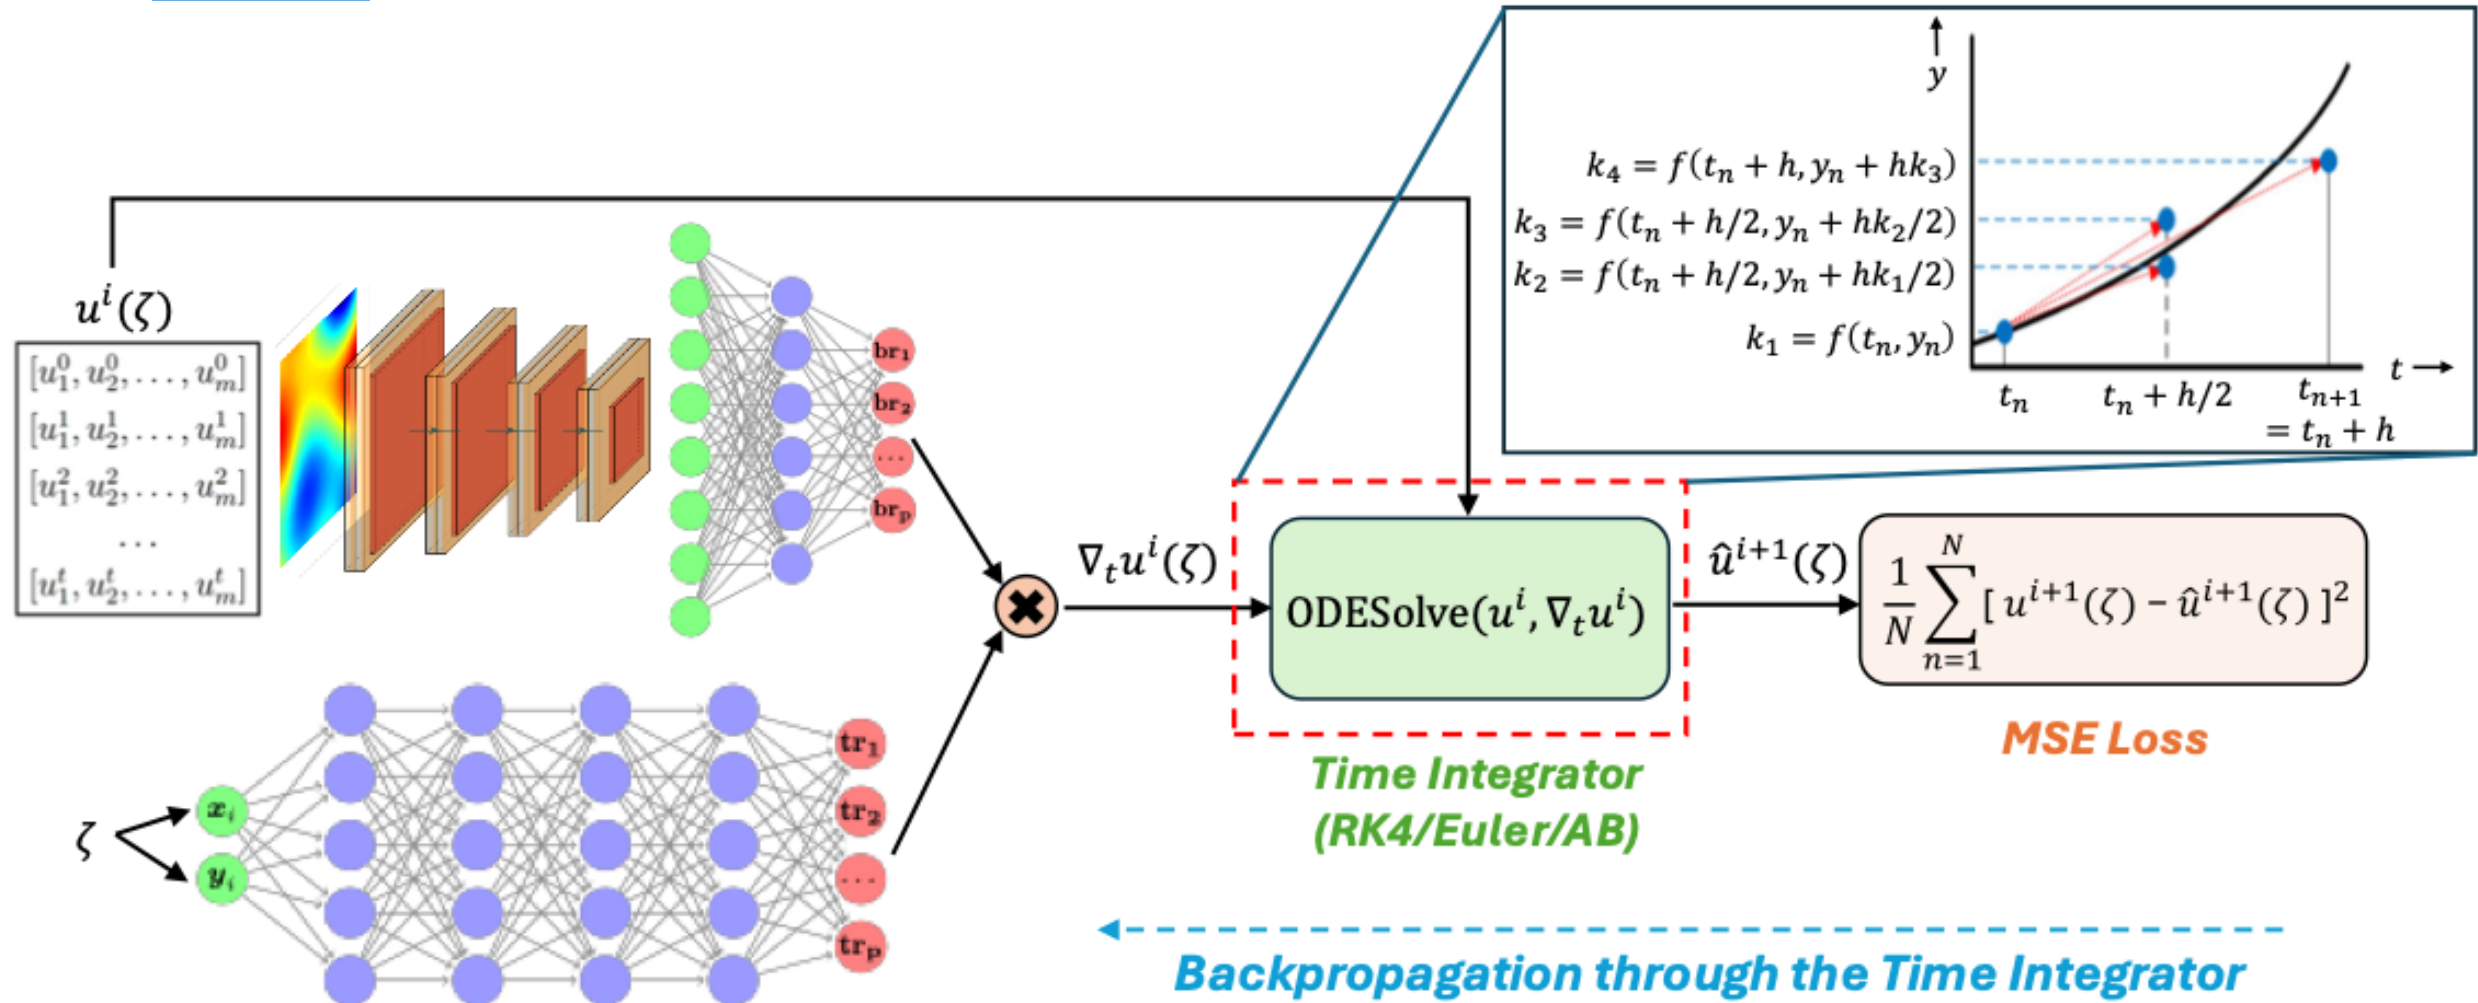 u^i(ζ)
[u_1^0, u_2^0, . . . , u_m^0]
[u_1^1, u_2^1, . . . , u_m^1]
[u_1^2, u_2^2, . . . , u_m^2]
. . .
[u_1^t, u_2^t, . . . , u_m^t]
br_1
br_2
...
br_p
ζ
x_i
y_i
tr_1
tr_2
...
tr_p
∇_t u^i(ζ)
ODESolve(u^i, ∇_t u^i)
Time Integrator
(RK4/Euler/AB)
û^{i+1}(ζ)
1/N ∑_{n=1}^{N} [ u^{i+1}(ζ) − û^{i+1}(ζ) ]^2
MSE Loss
y
k_4 = f(t_n + h, y_n + hk_3)
k_3 = f(t_n + h/2, y_n + hk_2/2)
k_2 = f(t_n + h/2, y_n + hk_1/2)
k_1 = f(t_n, y_n)
t
t_n
t_n + h/2
t_{n+1}
= t_n + h
Backpropagation through the Time Integrator